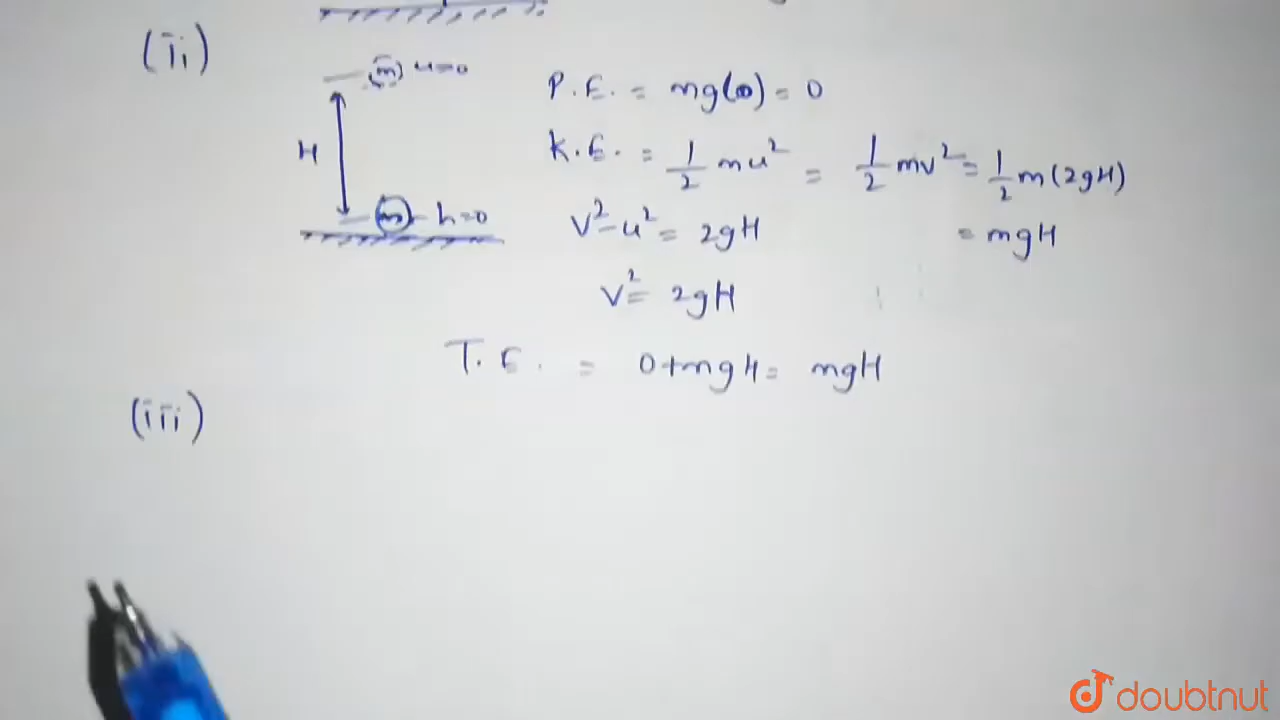 (ii)
m u=0
H
m h=0
P.E. = mg(0) = 0
K.E. = 1/2 mu² = 1/2 mv² = 1/2 m(2gH)
= mgH
v²-u² = 2gH
v² = 2gH
T.E. = 0+mgH = mgH
(iii)
doubtnut